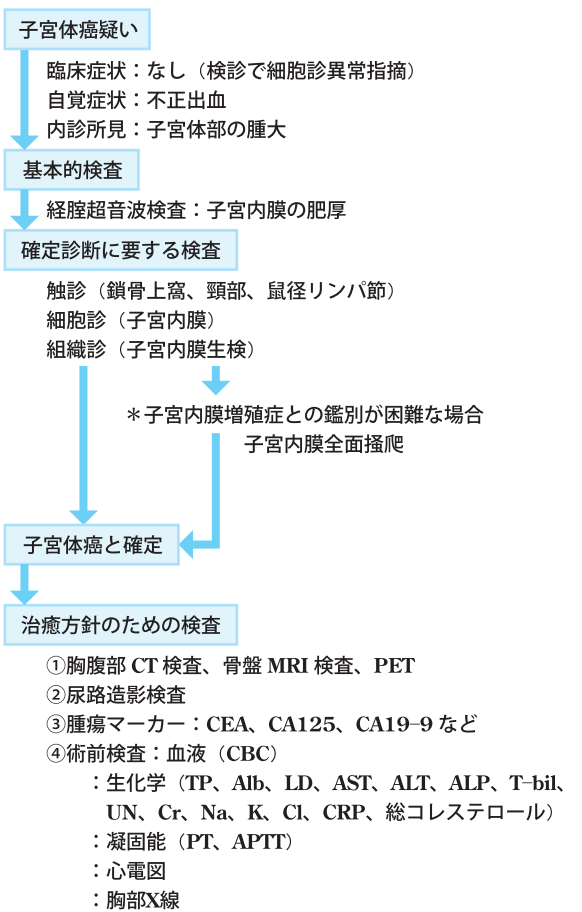 子宮体癌疑い
臨床症状：なし（検診で細胞診異常指摘）
自覚症状：不正出血
内診所見：子宮体部の腫大
基本的検査
経腟超音波検査：子宮内膜の肥厚
確定診断に要する検査
触診（鎖骨上窩、頸部、鼠径リンパ節）
細胞診（子宮内膜）
組織診（子宮内膜生検）
＊子宮内膜増殖症との鑑別が困難な場合
子宮内膜全面掻爬
子宮体癌と確定
治癒方針のための検査
①胸腹部 CT 検査、骨盤 MRI 検査、PET
②尿路造影検査
③腫瘍マーカー：CEA、CA125、CA19–9 など
④術前検査：血液（CBC）
：生化学（TP、Alb、LD、AST、ALT、ALP、T–bil、
UN、Cr、Na、K、Cl、CRP、総コレステロール）
：凝固能（PT、APTT）
：心電図
：胸部X線